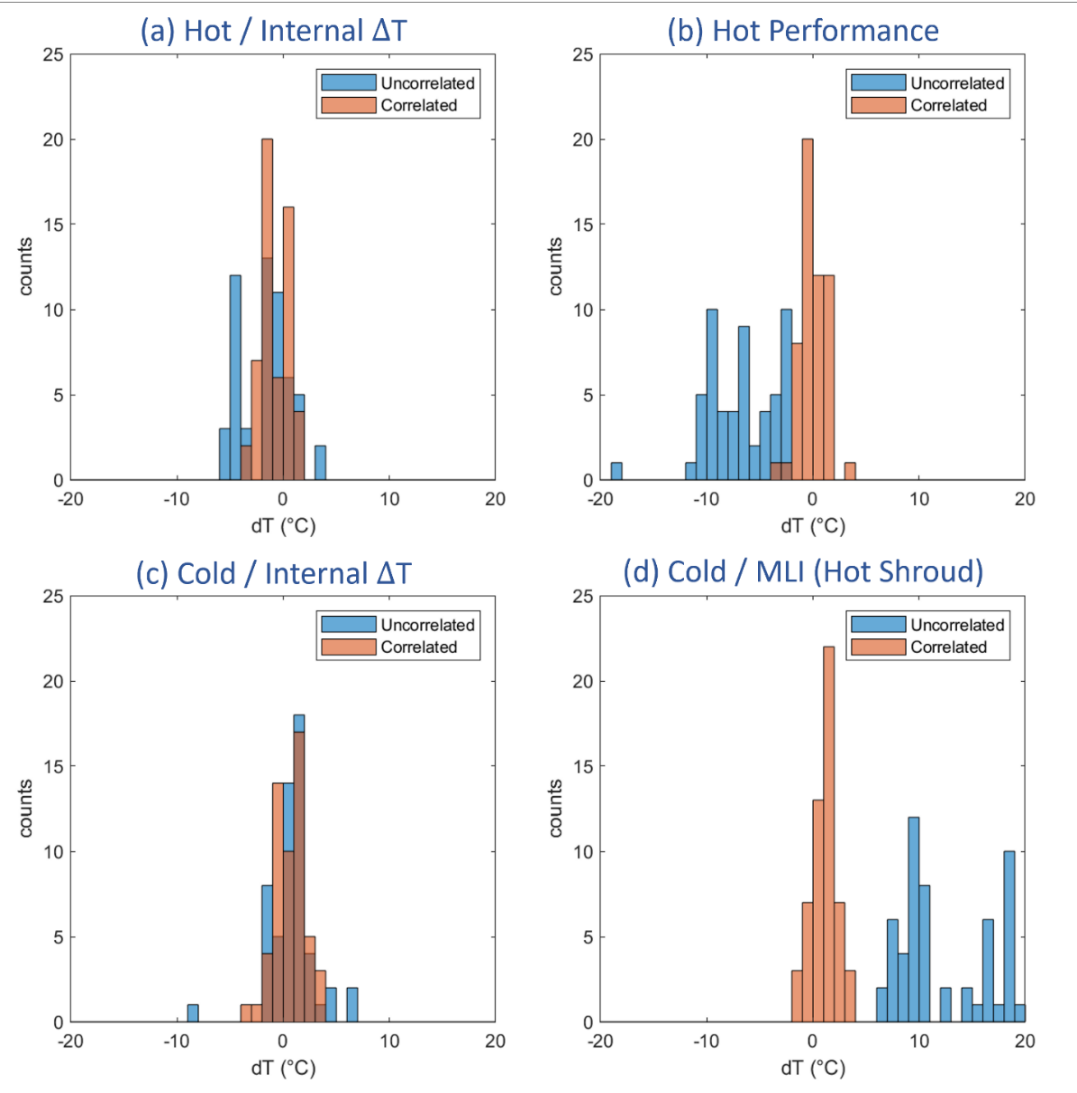 (a) Hot / Internal ΔT
25
20
15
10
5
0
counts
Uncorrelated
Correlated
-20
-10
0
10
20
dT (°C)
(b) Hot Performance
25
20
15
10
5
0
counts
Uncorrelated
Correlated
-20
-10
0
10
20
dT (°C)
(c) Cold / Internal ΔT
25
20
15
10
5
0
counts
Uncorrelated
Correlated
-20
-10
0
10
20
dT (°C)
(d) Cold / MLI (Hot Shroud)
25
20
15
10
5
0
counts
Uncorrelated
Correlated
-20
-10
0
10
20
dT (°C)